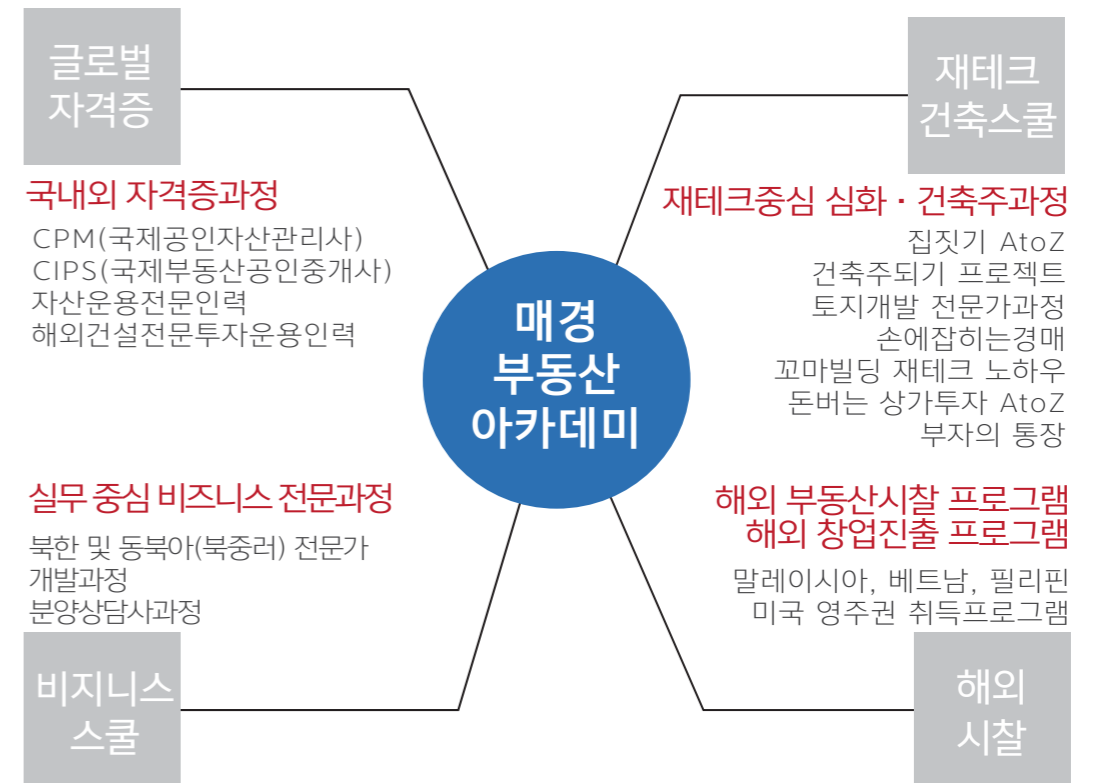 글로벌
자격증
국내외 자격증과정
CPM(국제공인자산관리사)
CIPS(국제부동산공인중개사)
자산운용전문인력
해외건설전문투자운용인력
재테크
건축스쿨
재테크중심 심화 · 건축주과정
집짓기 AtoZ
건축주되기 프로젝트
토지개발 전문가과정
손에잡히는경매
꼬마빌딩 재테크 노하우
돈버는 상가투자 AtoZ
부자의 통장
매경
부동산
아카데미
실무 중심 비즈니스 전문과정
북한 및 동북아(북중러) 전문가
개발과정
분양상담사과정
비지니스
스쿨
해외 부동산시찰 프로그램
해외 창업진출 프로그램
말레이시아, 베트남, 필리핀
미국 영주권 취득프로그램
해외
시찰